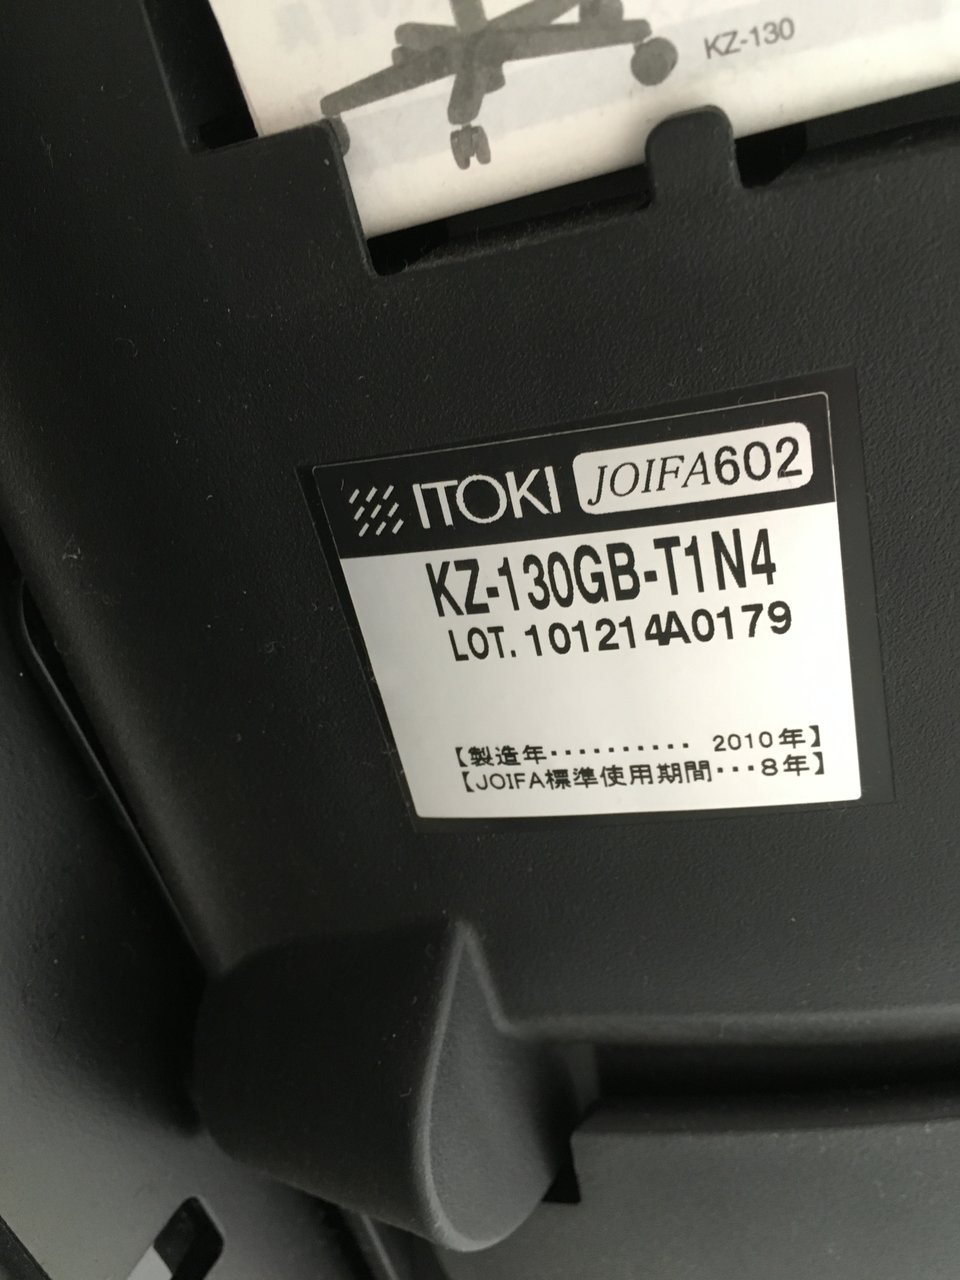 KZ-130
ITOKI JOIFA602
KZ-130GB-T1N4
LOT. 101214A0179
【製造年・・・・・・・・・・ 2010年】
【JOIFA標準使用期間・・・8年】